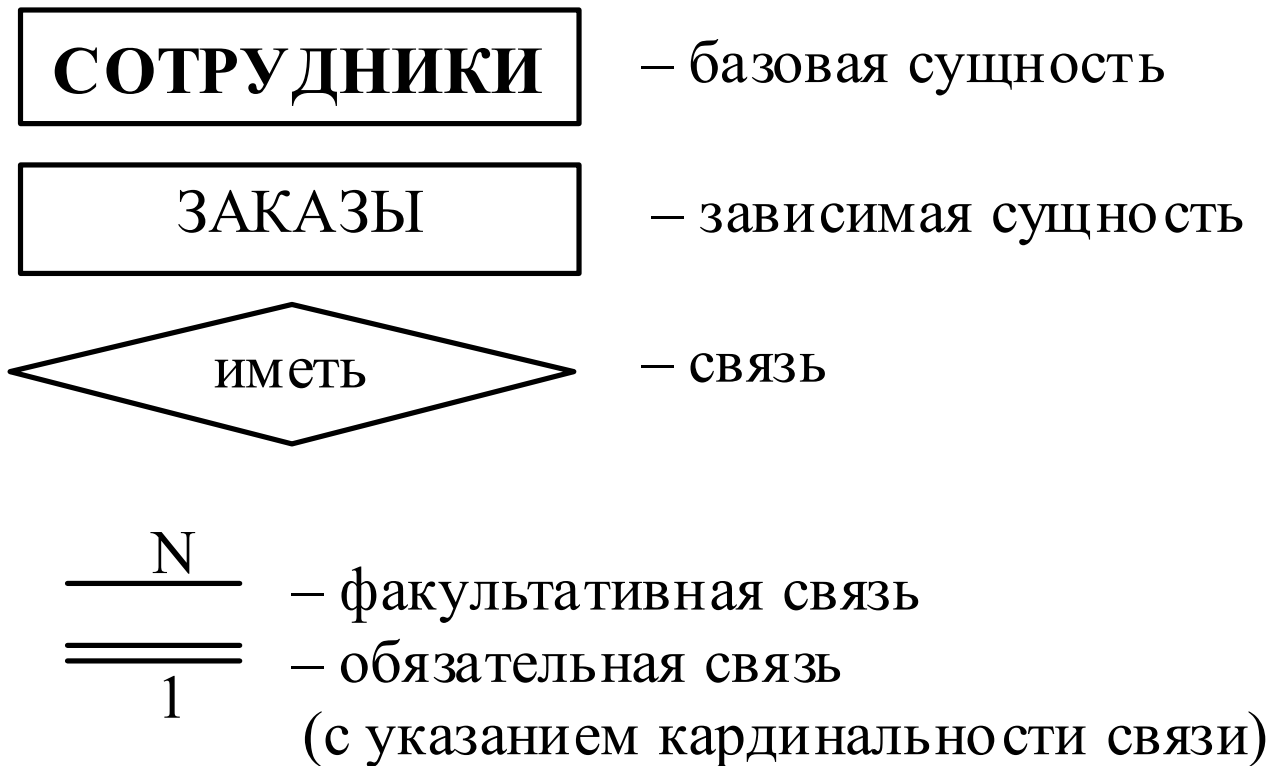 СОТРУДНИКИ – базовая сущность
ЗАКАЗЫ – зависимая сущность
иметь – связь
N – факультативная связь
1 – обязательная связь
(с указанием кардинальности связи)